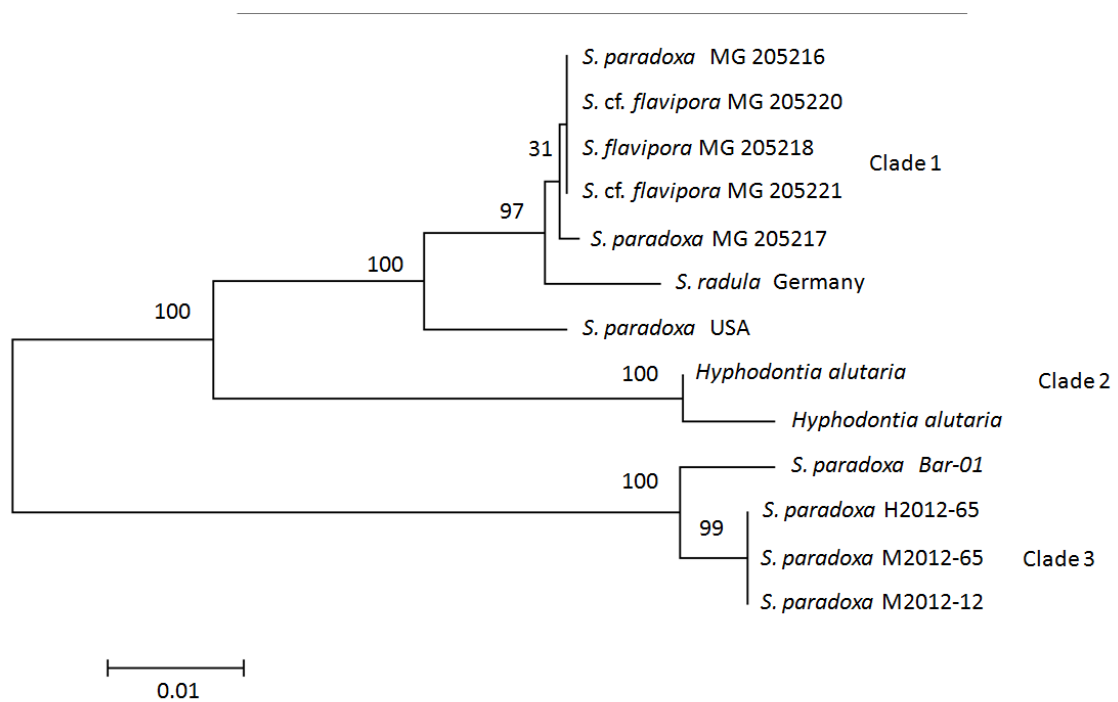 S. paradoxa MG 205216
S. cf. flavipora MG 205220
31
S. flavipora MG 205218
Clade 1
S. cf. flavipora MG 205221
97
S. paradoxa MG 205217
100
S. radula Germany
100
S. paradoxa USA
100
Hyphodontia alutaria
Clade 2
Hyphodontia alutaria
S. paradoxa Bar-01
100
S. paradoxa H2012-65
99
S. paradoxa M2012-65
Clade 3
S. paradoxa M2012-12
0.01